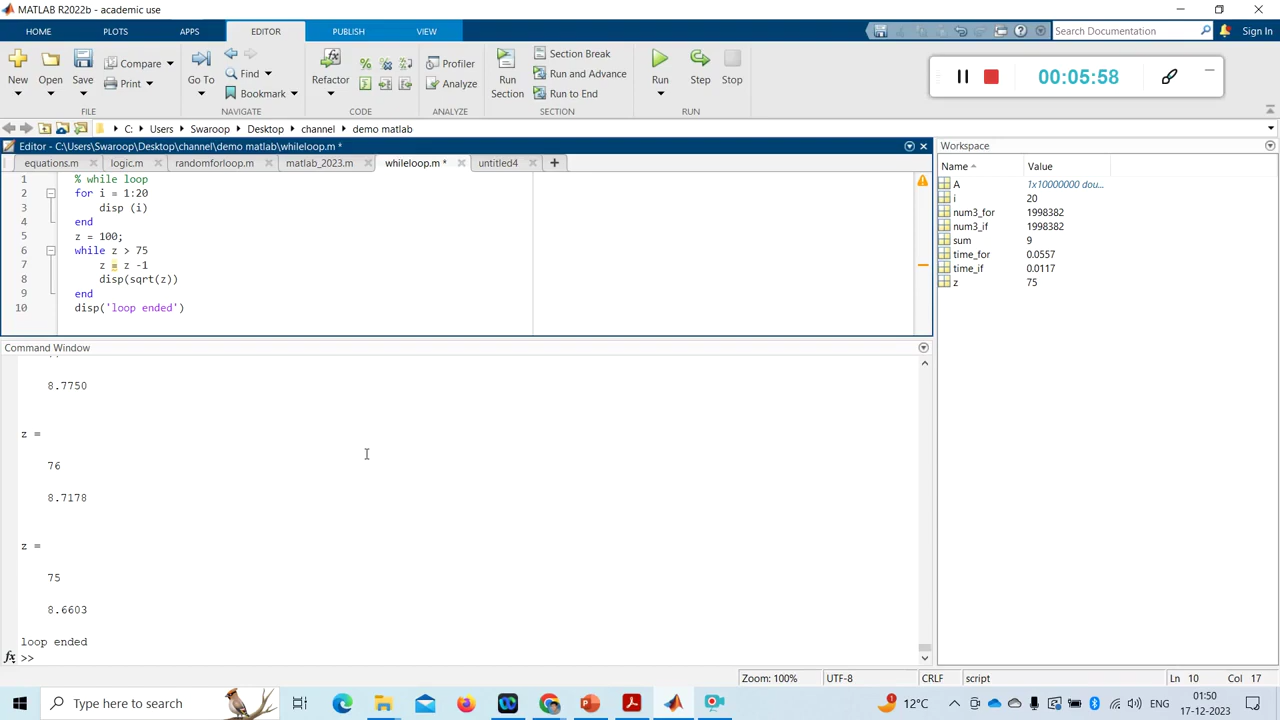 MATLAB R2022b - academic use
HOME PLOTS APPS EDITOR PUBLISH VIEW Search Documentation Sign In
New Open Save Compare Print Go To Find Bookmark Refactor Profiler Analyze Run Section Section Break Run and Advance Run to End Run Step Stop 00:05:58
FILE NAVIGATE CODE ANALYZE SECTION RUN
C: Users Swaroop Desktop channel demo matlab
Editor - C:\Users\Swaroop\Desktop\channel\demo matlab\whileloop.m *
equations.m logic.m randomforloop.m matlab_2023.m whileloop.m * untitled4
1 % while loop
2 for i = 1:20
3 disp (i)
4 end
5 z = 100;
6 while z > 75
7 z = z -1
8 disp(sqrt(z))
9 end
10 disp('loop ended')
Workspace
Name Value
A 1x10000000 dou...
i 20
num3_for 1998382
num3_if 1998382
sum 9
time_for 0.0557
time_if 0.0117
z 75
Command Window
8.7750
z =
76
8.7178
z =
75
8.6603
loop ended
fx >>
Zoom: 100% UTF-8 CRLF script Ln 10 Col 17
Type here to search 12°C ENG 01:50
17-12-2023